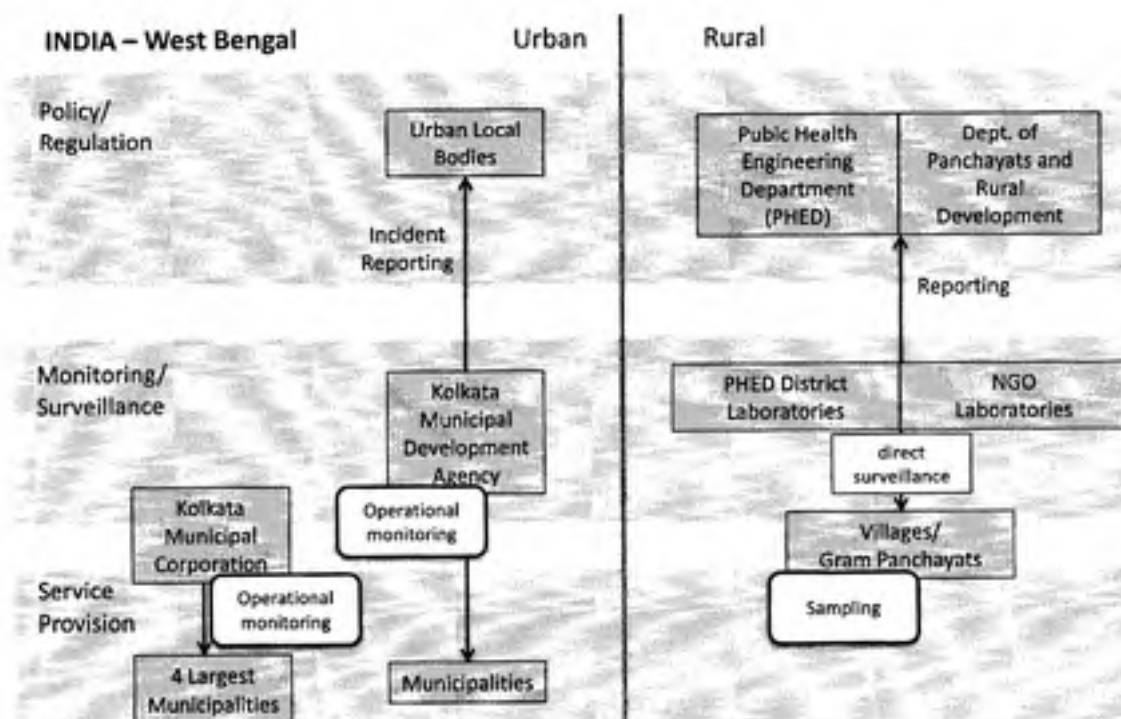 INDIA – West Bengal
Urban
Rural
Policy/
Regulation
Urban Local
Bodies
Pubic Health
Engineering
Department
(PHED)
Dept. of
Panchayats and
Rural
Development
Incident
Reporting
Reporting
Monitoring/
Surveillance
Kolkata
Municipal
Development
Agency
PHED District
Laboratories
NGO
Laboratories
direct
surveillance
Operational
monitoring
Kolkata
Municipal
Corporation
Villages/
Gram Panchayats
Service
Provision
Operational
monitoring
Sampling
4 Largest
Municipalities
Municipalities